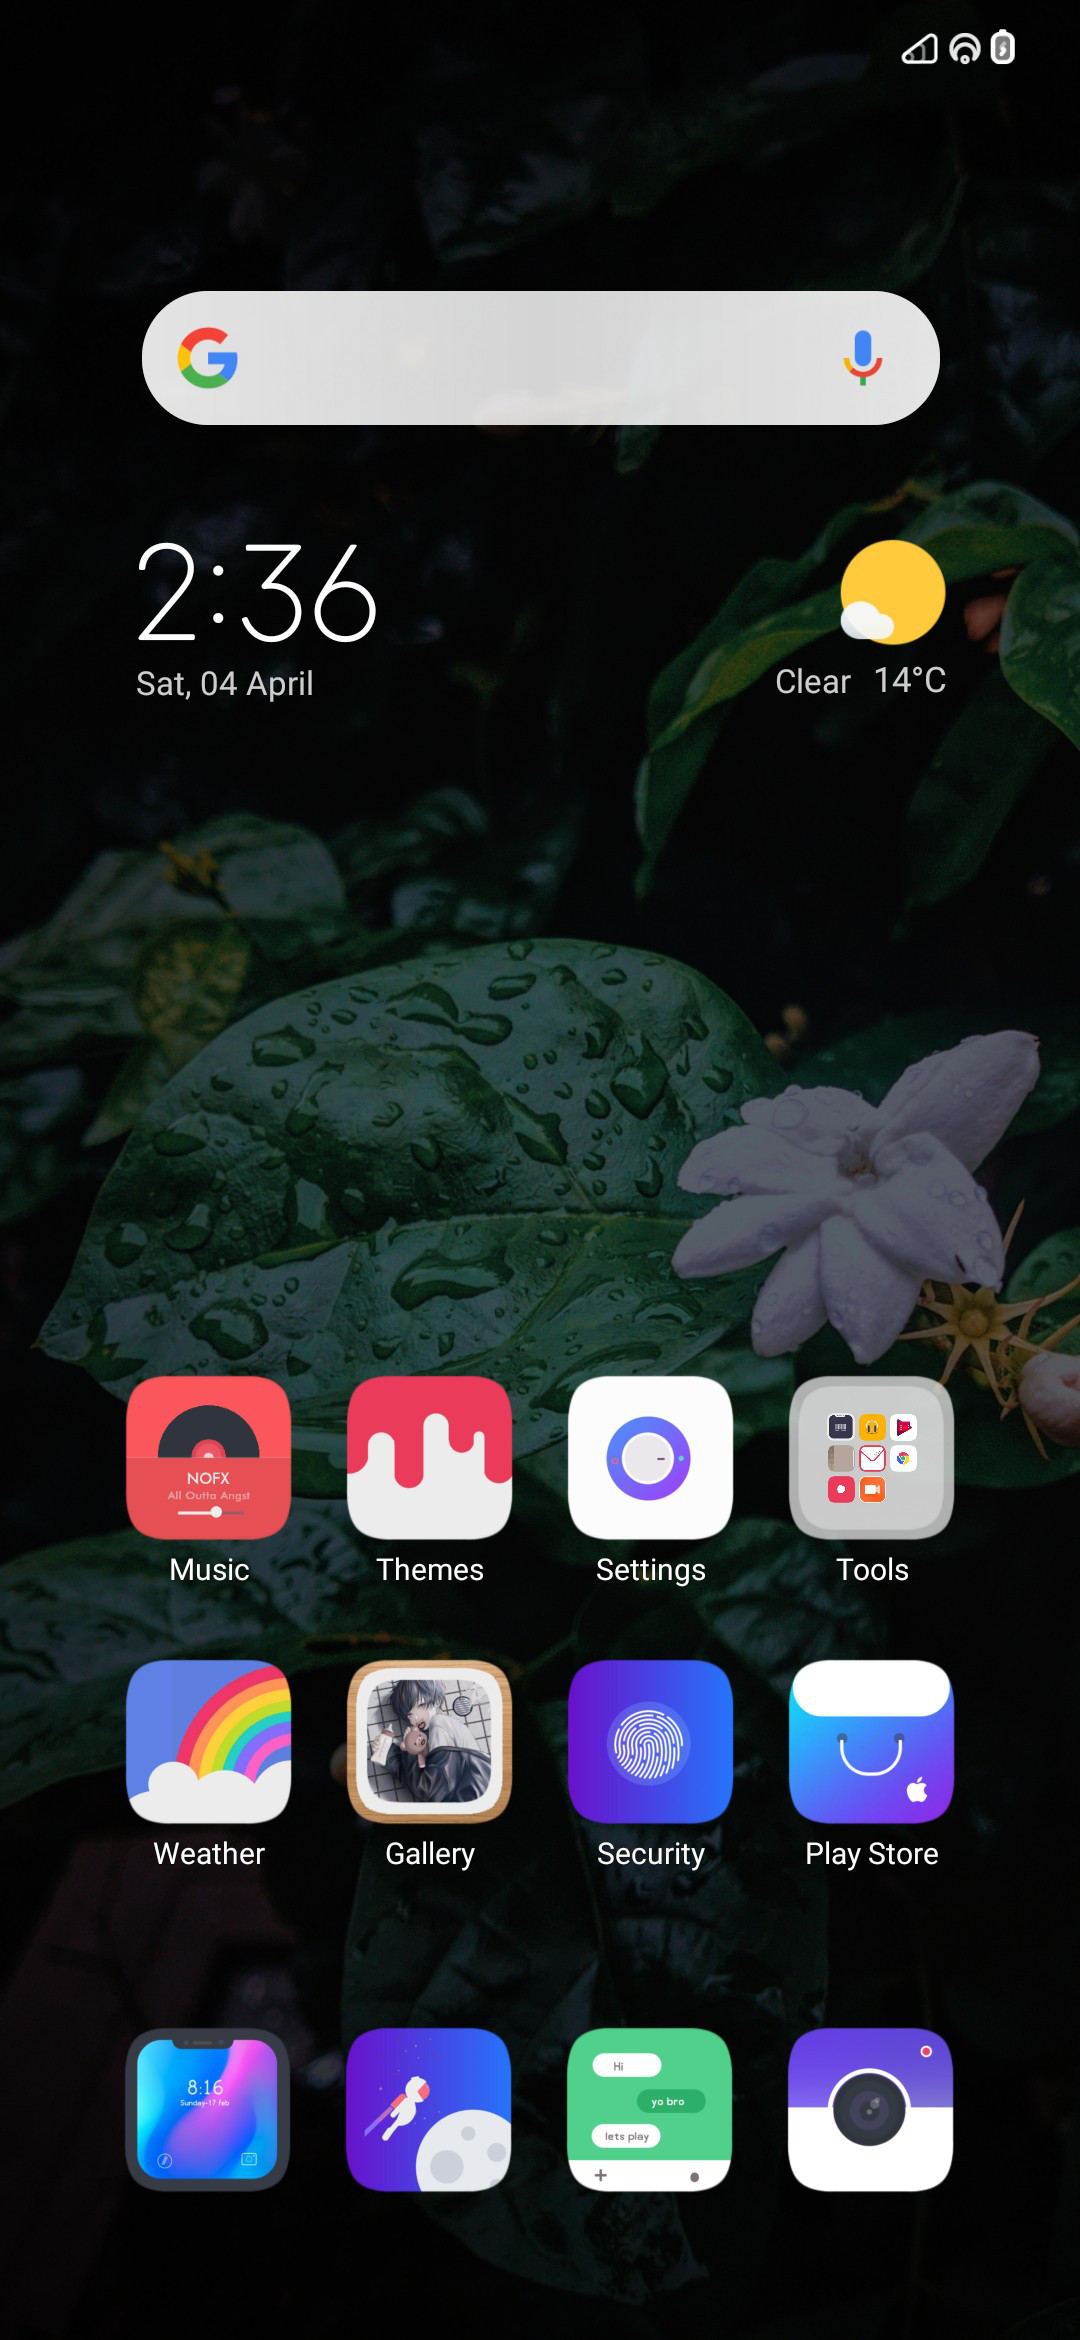 2:36
Sat, 04 April
Clear 14°C
NOFX
All Outta Angst
Music
Themes
Settings
Tools
Weather
Gallery
Security
Play Store
8:16
Sunday-17 feb
Hi
yo bro
lets play